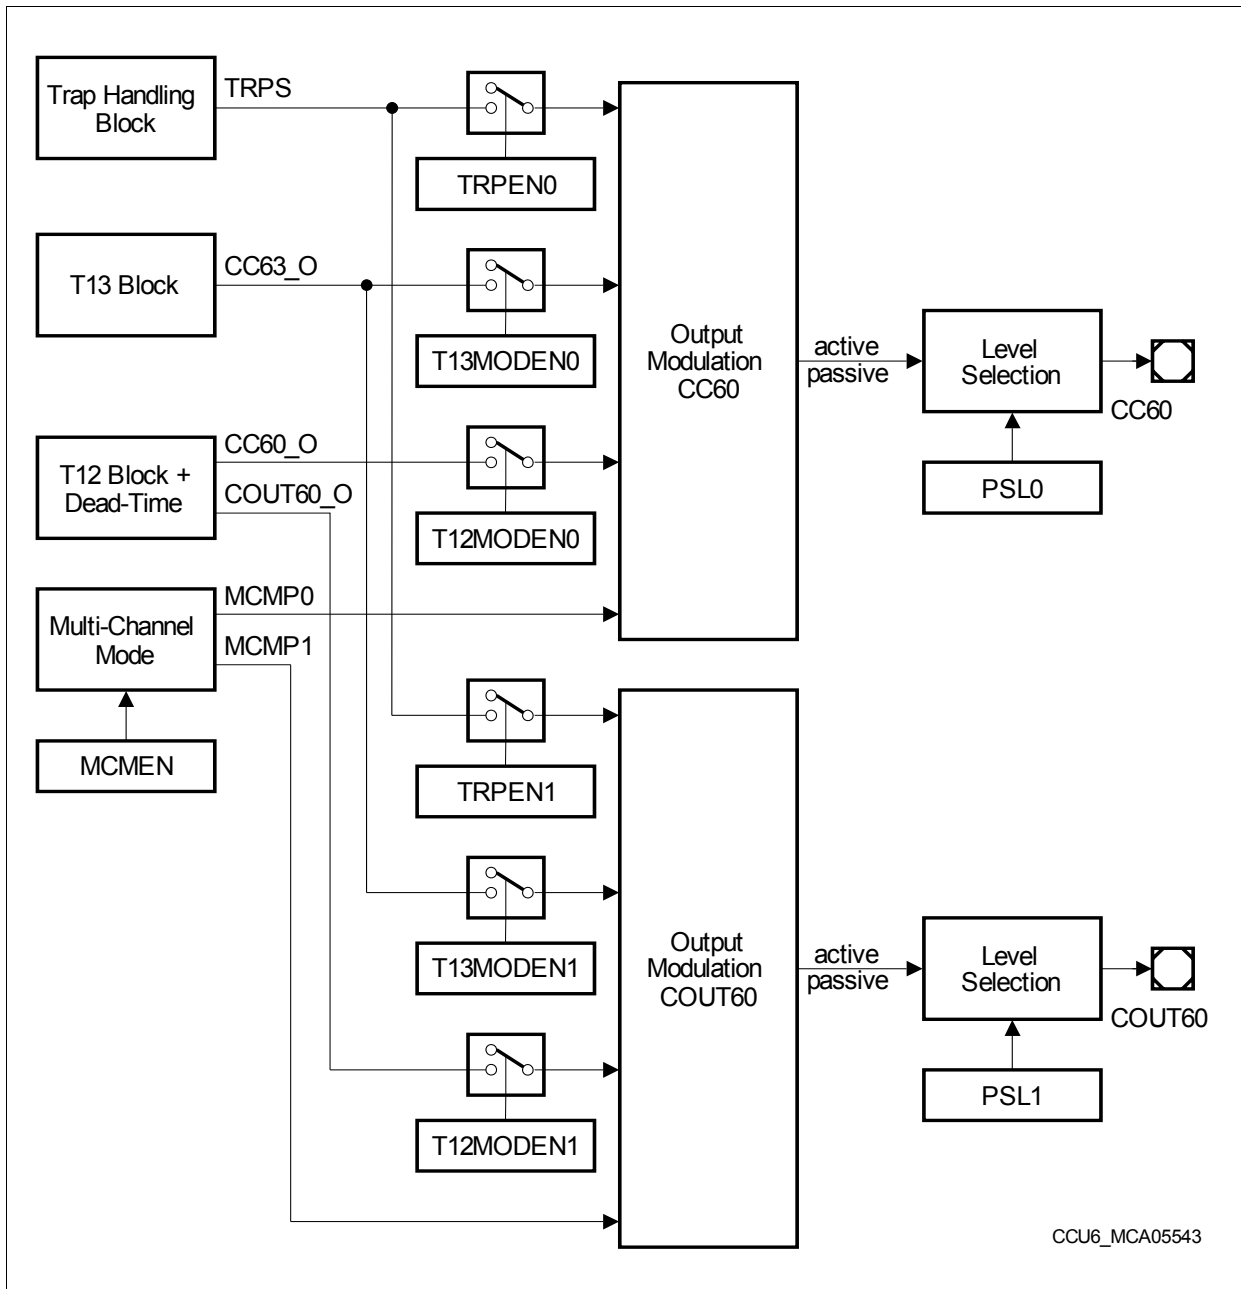 Trap Handling
Block
TRPS
TRPEN0
T13 Block
CC63_O
T13MODEN0
T12 Block +
Dead-Time
CC60_O
COUT60_O
T12MODEN0
Multi-Channel
Mode
MCMP0
MCMP1
MCMEN
Output
Modulation
CC60
active
passive
Level
Selection
CC60
PSL0
TRPEN1
T13MODEN1
T12MODEN1
Output
Modulation
COUT60
active
passive
Level
Selection
COUT60
PSL1
CCU6_MCA05543